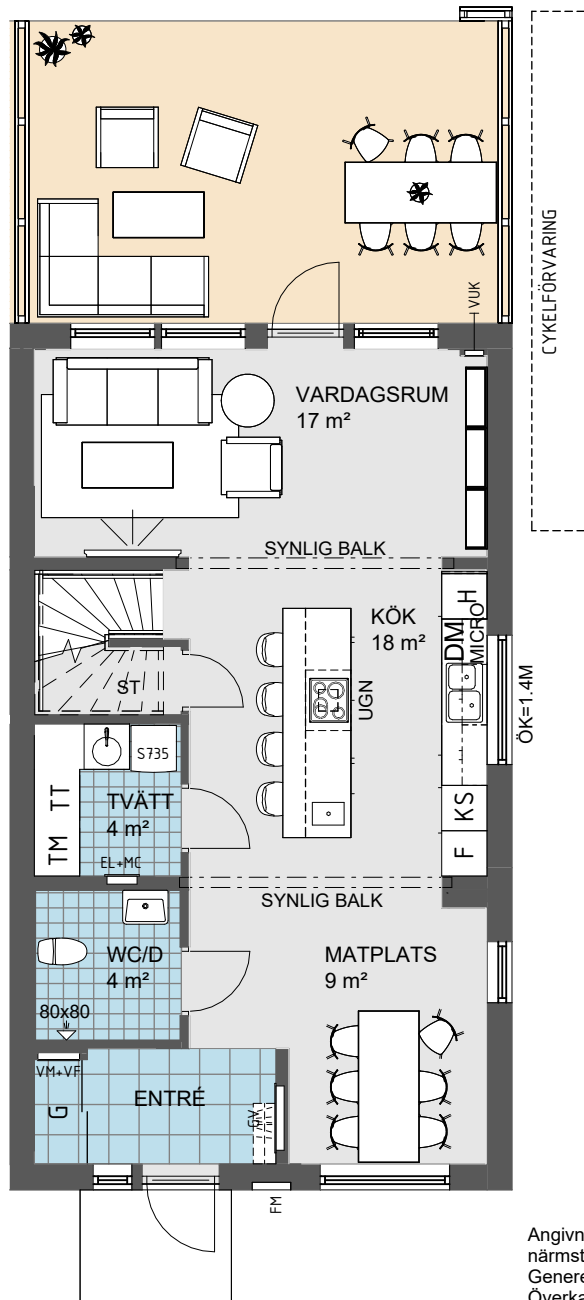 CYKELFÖRVARING
VUK
VARDAGSRUM
17 m²
SYNLIG BALK
KÖK
18 m²
H
DM
MICRO
UGN
ÖK=1.4M
ST
S735
TVÄTT
4 m²
TM TT
KS
F
EL+MC
SYNLIG BALK
WC/D
4 m²
80x80
MATPLATS
9 m²
VM+VF
G
ENTRÉ
GV
FM
Angivn
närmst
Genere
Överka